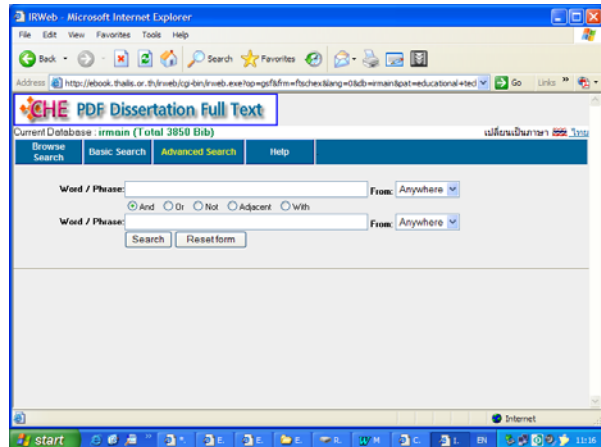 IRWeb - Microsoft Internet Explorer
File Edit View Favorites Tools Help
Back Search Favorites
Address http://ebook.thailis.or.th/irweb/cgi-bin/irweb.exe?op=gsf&frm=ftschex&lang=0&db=irmain&pat=educational+ted Go Links
CHE PDF Dissertation Full Text
Current Database : irmain (Total 3850 Bib) เปลี่ยนเป็นภาษา ไทย
Browse Search Basic Search Advanced Search Help
Word / Phrase: From: Anywhere
And Or Not Adjacent With
Word / Phrase: From: Anywhere
Search Reset form
Internet
start EN 11:16